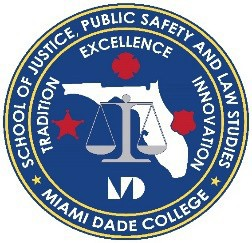 SCHOOL OF JUSTICE, PUBLIC SAFETY AND LAW STUDIES
TRADITION
EXCELLENCE
INNOVATION
MD
MIAMI DADE COLLEGE